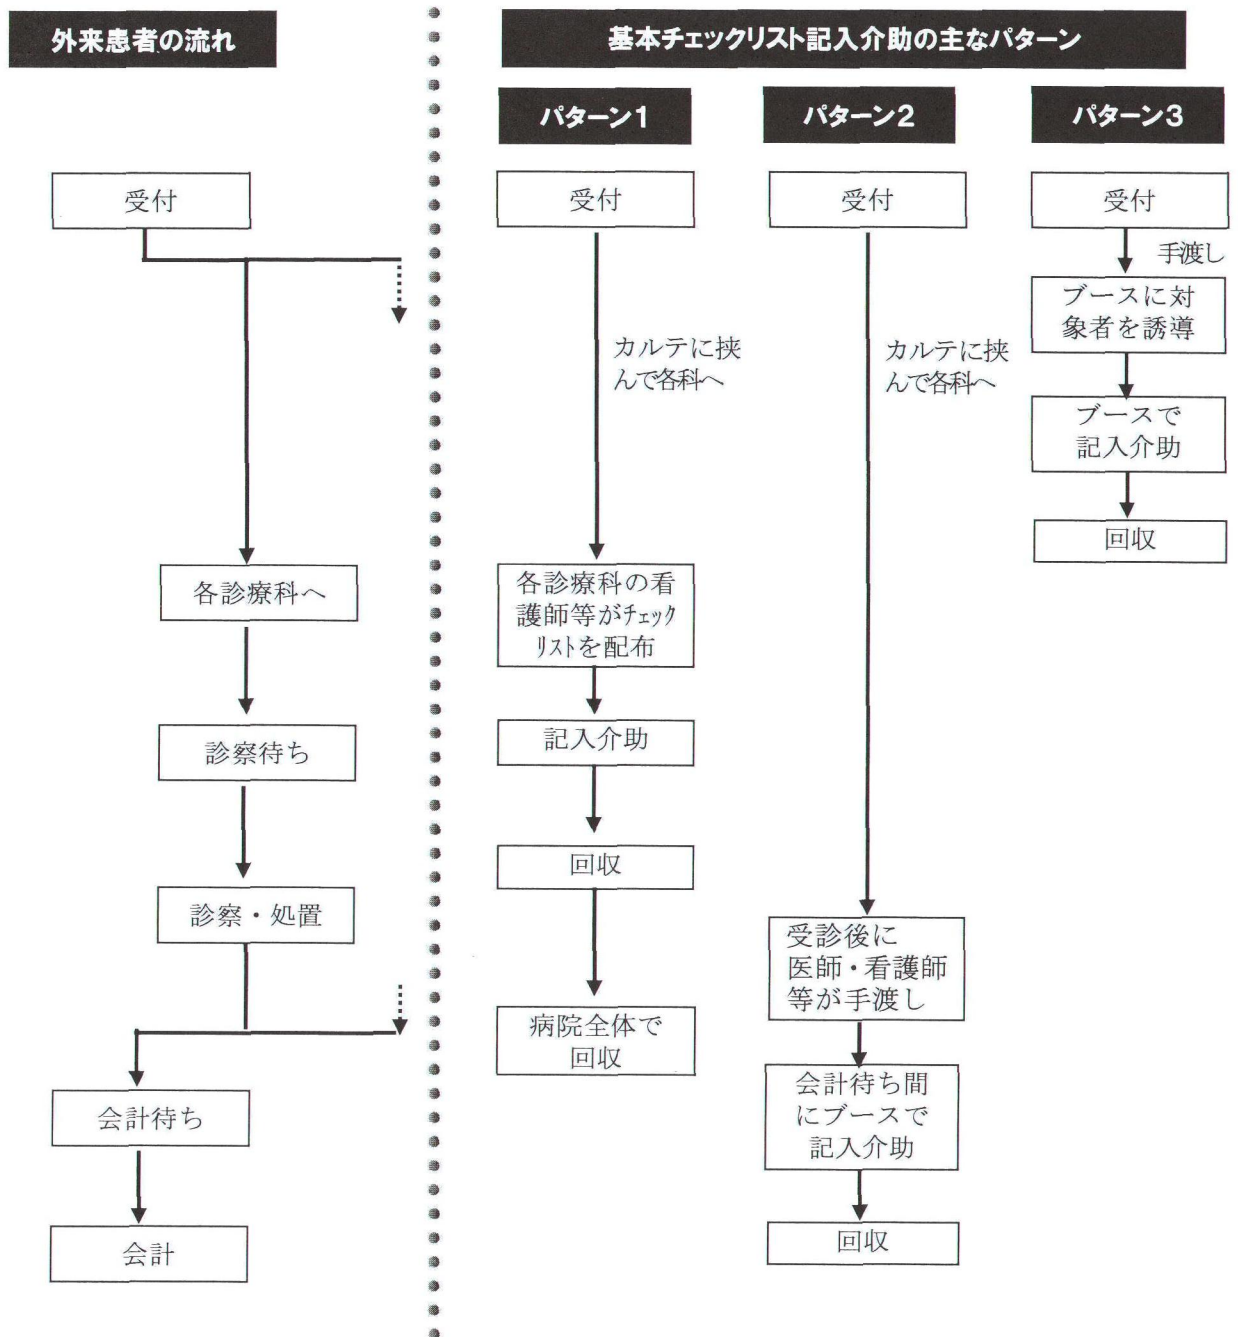 外来患者の流れ
基本チェックリスト記入介助の主なパターン
パターン1
パターン2
パターン3
受付
各診療科へ
診察待ち
診察・処置
会計待ち
会計
受付
カルテに挟
んで各科へ
各診療科の看
護師等がチェック
リストを配布
記入介助
回収
病院全体で
回収
受付
カルテに挟
んで各科へ
受診後に
医師・看護師
等が手渡し
会計待ち間
にブースで
記入介助
回収
受付
手渡し
ブースに対
象者を誘導
ブースで
記入介助
回収